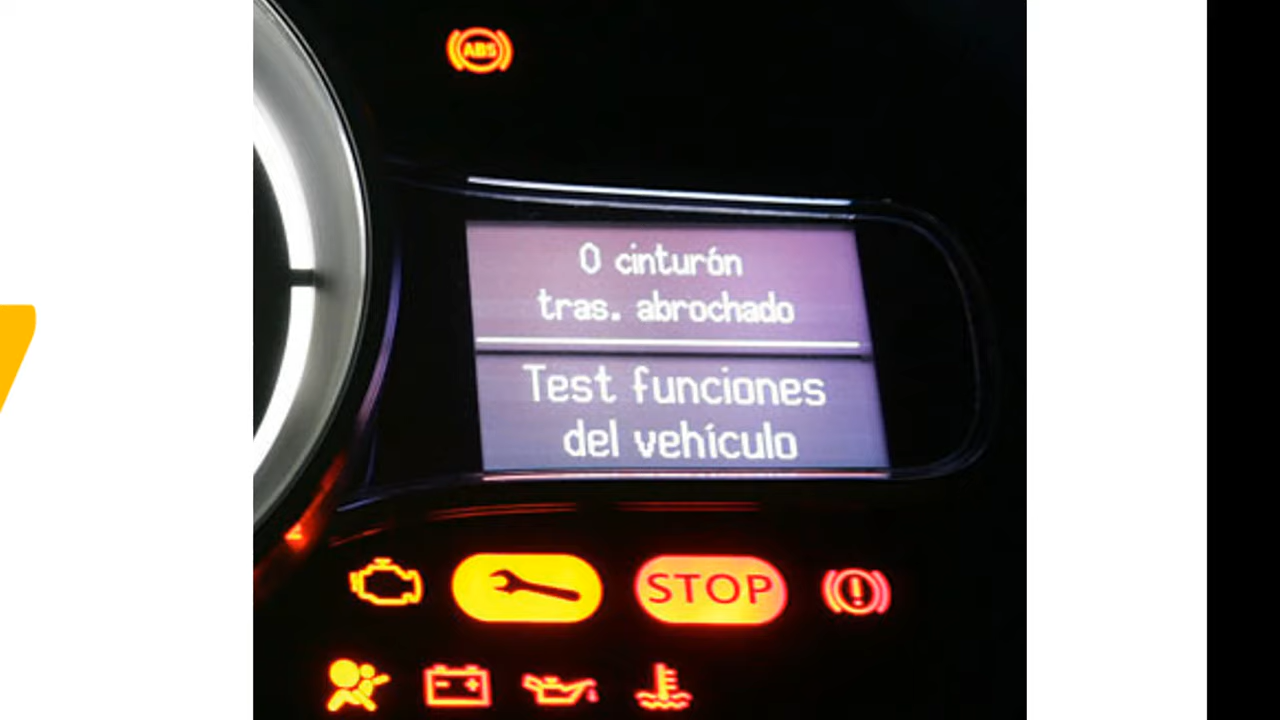 ABS
0 cinturón
tras. abrochado
Test funciones
del vehículo
STOP